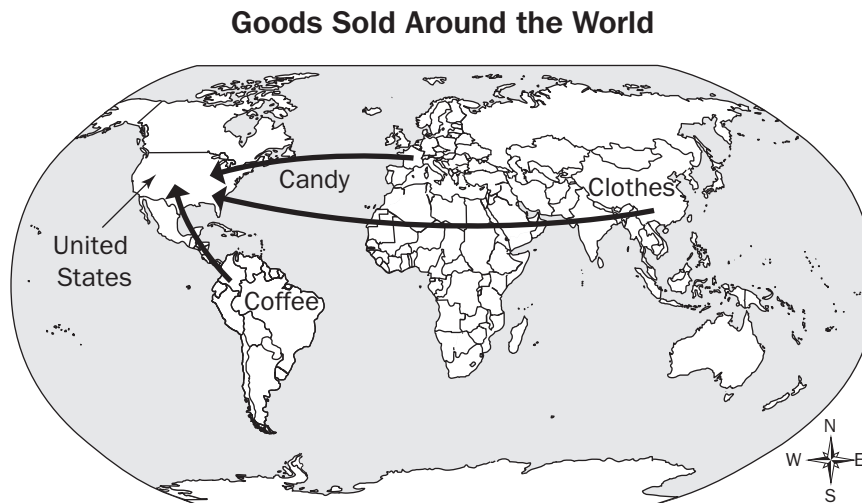 Goods Sold Around the World
Candy
Clothes
United
States
Coffee
N
W E
S